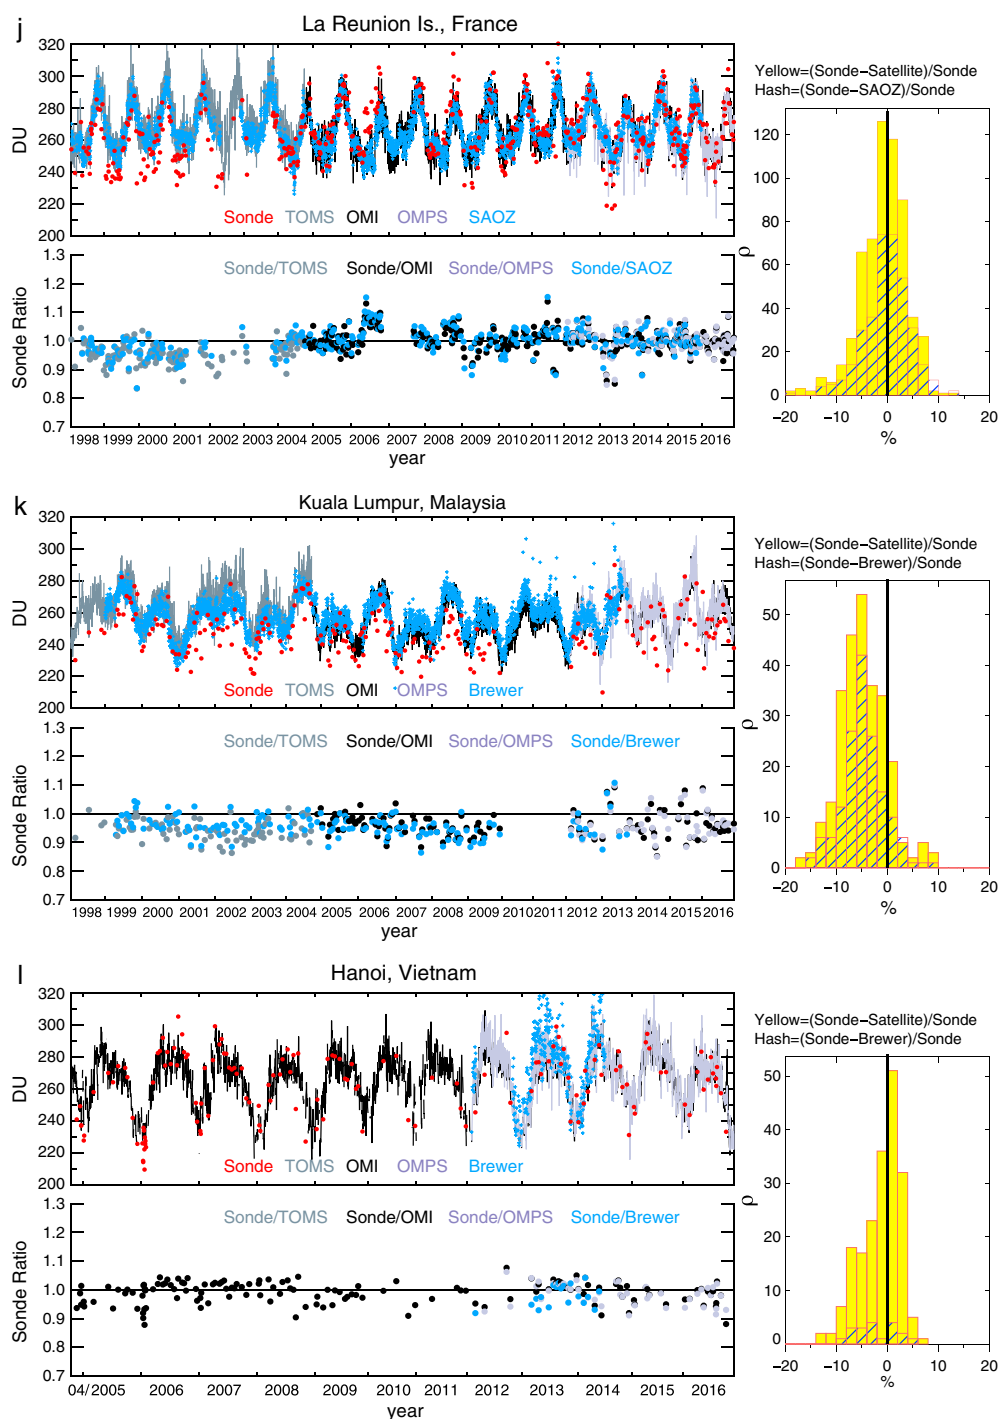 j
La Reunion Is., France
320
300
280
260
240
220
200
DU
Sonde TOMS OMI OMPS SAOZ
1.3
1.2
1.1
1.0
0.9
0.8
0.7
Sonde Ratio
Sonde/TOMS Sonde/OMI Sonde/OMPS Sonde/SAOZ
1998 1999 2000 2001 2002 2003 2004 2005 2006 2007 2008 2009 2010 2011 2012 2013 2014 2015 2016
year
Yellow=(Sonde−Satellite)/Sonde
Hash=(Sonde−SAOZ)/Sonde
120
100
80
60
40
20
0
ρ
−20 −10 0 10 20
%
k
Kuala Lumpur, Malaysia
320
300
280
260
240
220
200
DU
Sonde TOMS OMI OMPS Brewer
1.3
1.2
1.1
1.0
0.9
0.8
0.7
Sonde Ratio
Sonde/TOMS Sonde/OMI Sonde/OMPS Sonde/Brewer
1998 1999 2000 2001 2002 2003 2004 2005 2006 2007 2008 2009 2010 2011 2012 2013 2014 2015 2016
year
Yellow=(Sonde−Satellite)/Sonde
Hash=(Sonde−Brewer)/Sonde
50
40
30
20
10
0
ρ
−20 −10 0 10 20
%
l
Hanoi, Vietnam
320
300
280
260
240
220
200
DU
Sonde TOMS OMI OMPS Brewer
1.3
1.2
1.1
1.0
0.9
0.8
0.7
Sonde Ratio
Sonde/TOMS Sonde/OMI Sonde/OMPS Sonde/Brewer
04/2005 2006 2007 2008 2009 2010 2011 2012 2013 2014 2015 2016
year
Yellow=(Sonde−Satellite)/Sonde
Hash=(Sonde−Brewer)/Sonde
50
40
30
20
10
0
ρ
−20 −10 0 10 20
%